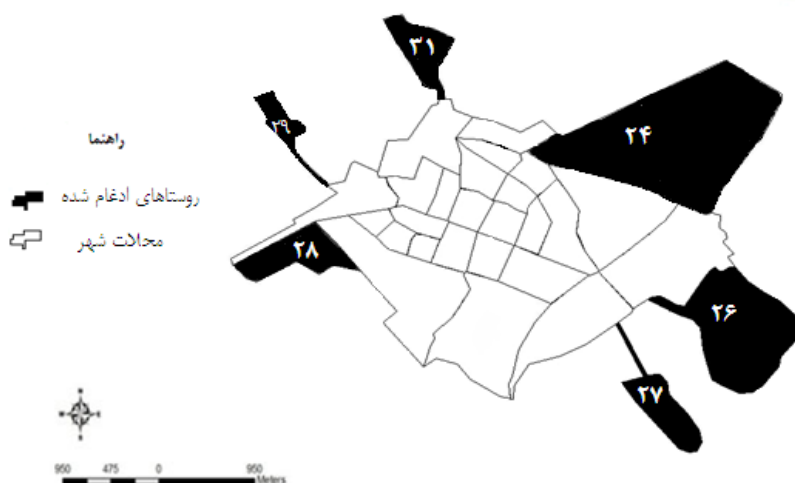 ۳۱
۲۴
۲۹
راهنما
روستاهای ادغام شده
محلات شهر
۲۸
۲۶
۲۷
950 475 0 950
Meters